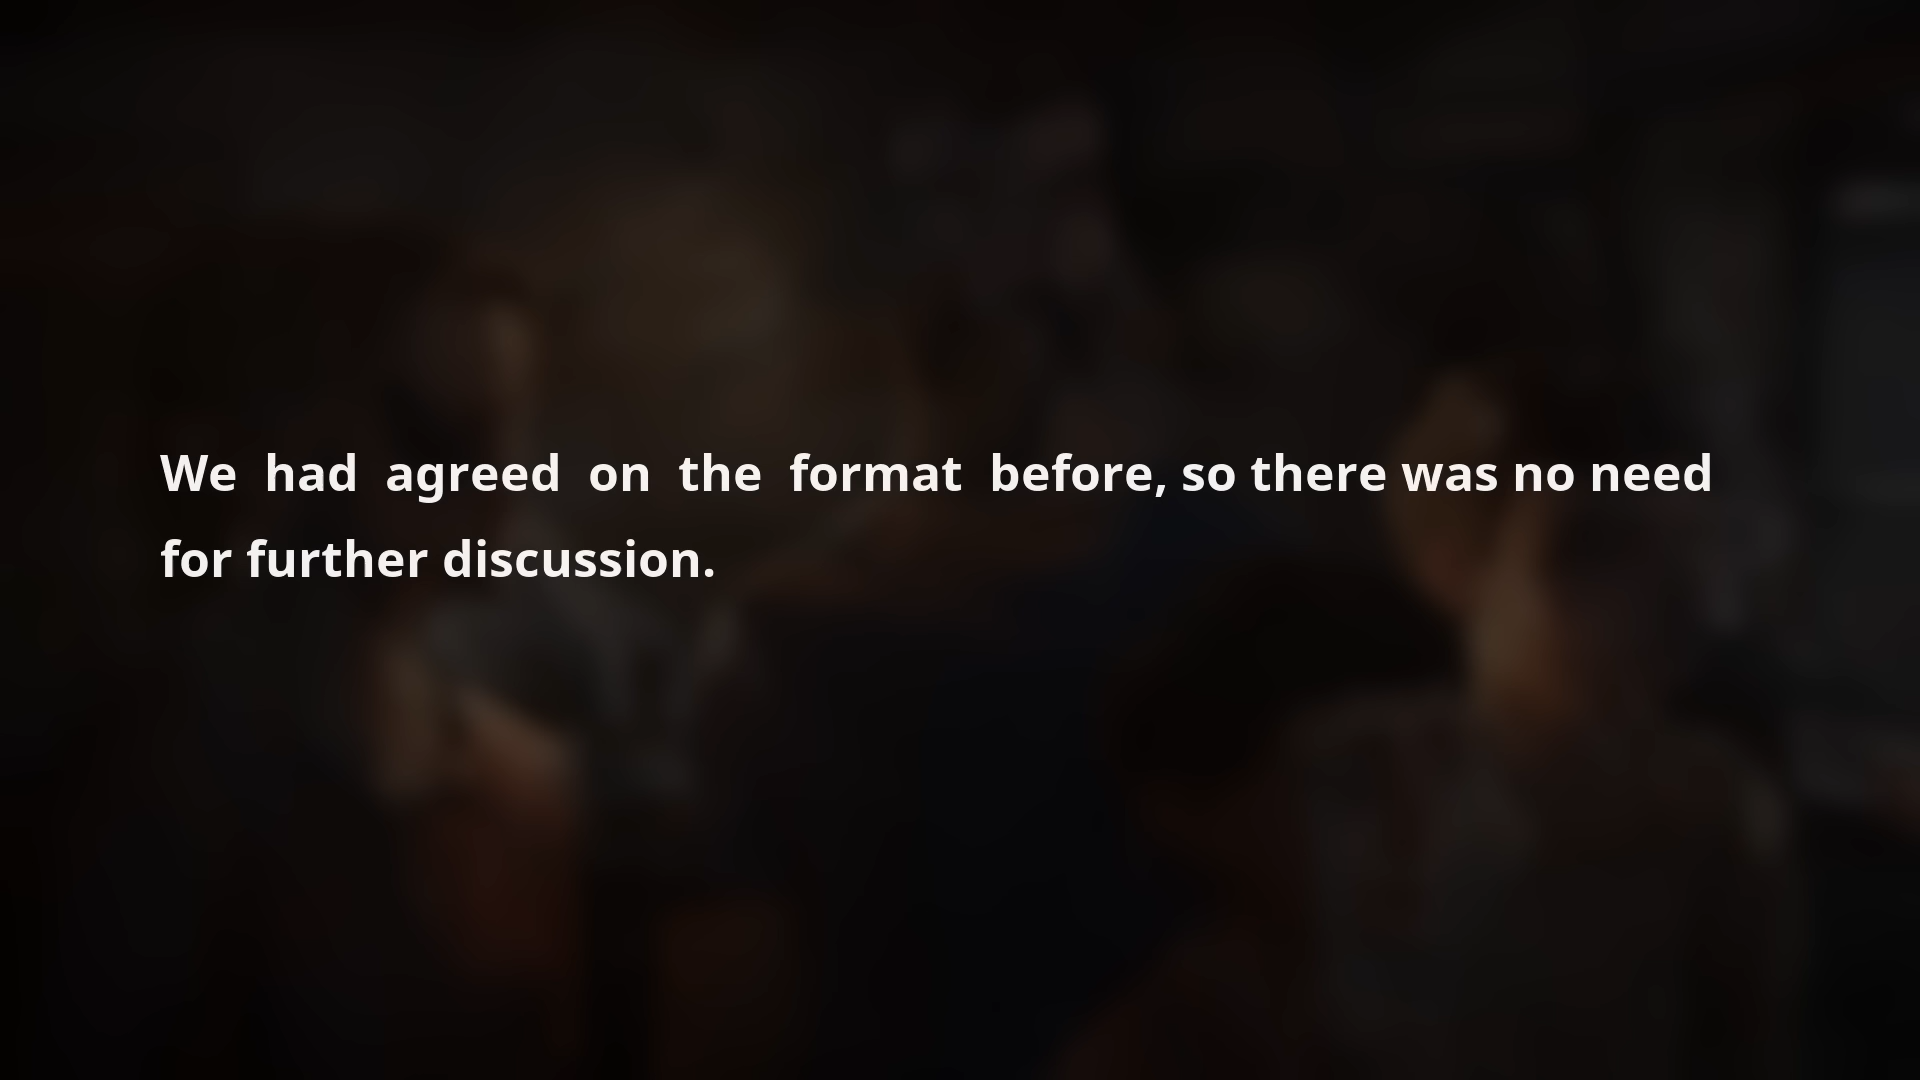 We had agreed on the format before, so there was no need
for further discussion.